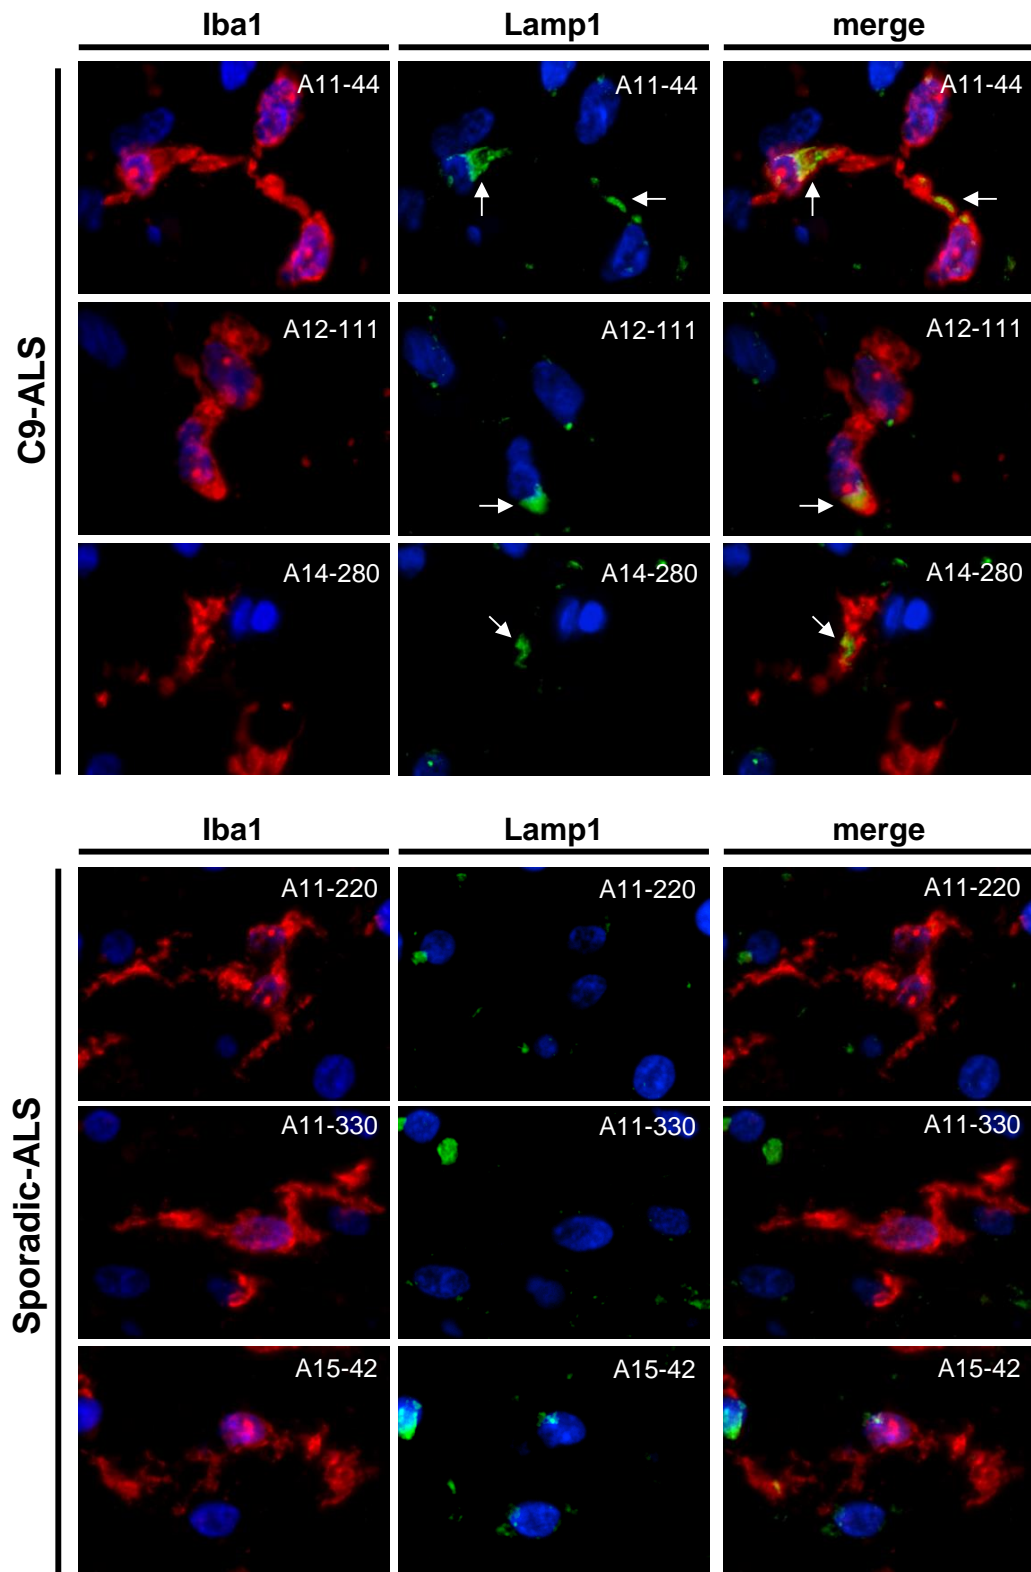 Iba1 Lamp1 merge
C9-ALS
A11-44 A11-44 A11-44
A12-111 A12-111 A12-111
A14-280 A14-280 A14-280
Iba1 Lamp1 merge
Sporadic-ALS
A11-220 A11-220 A11-220
A11-330 A11-330 A11-330
A15-42 A15-42 A15-42